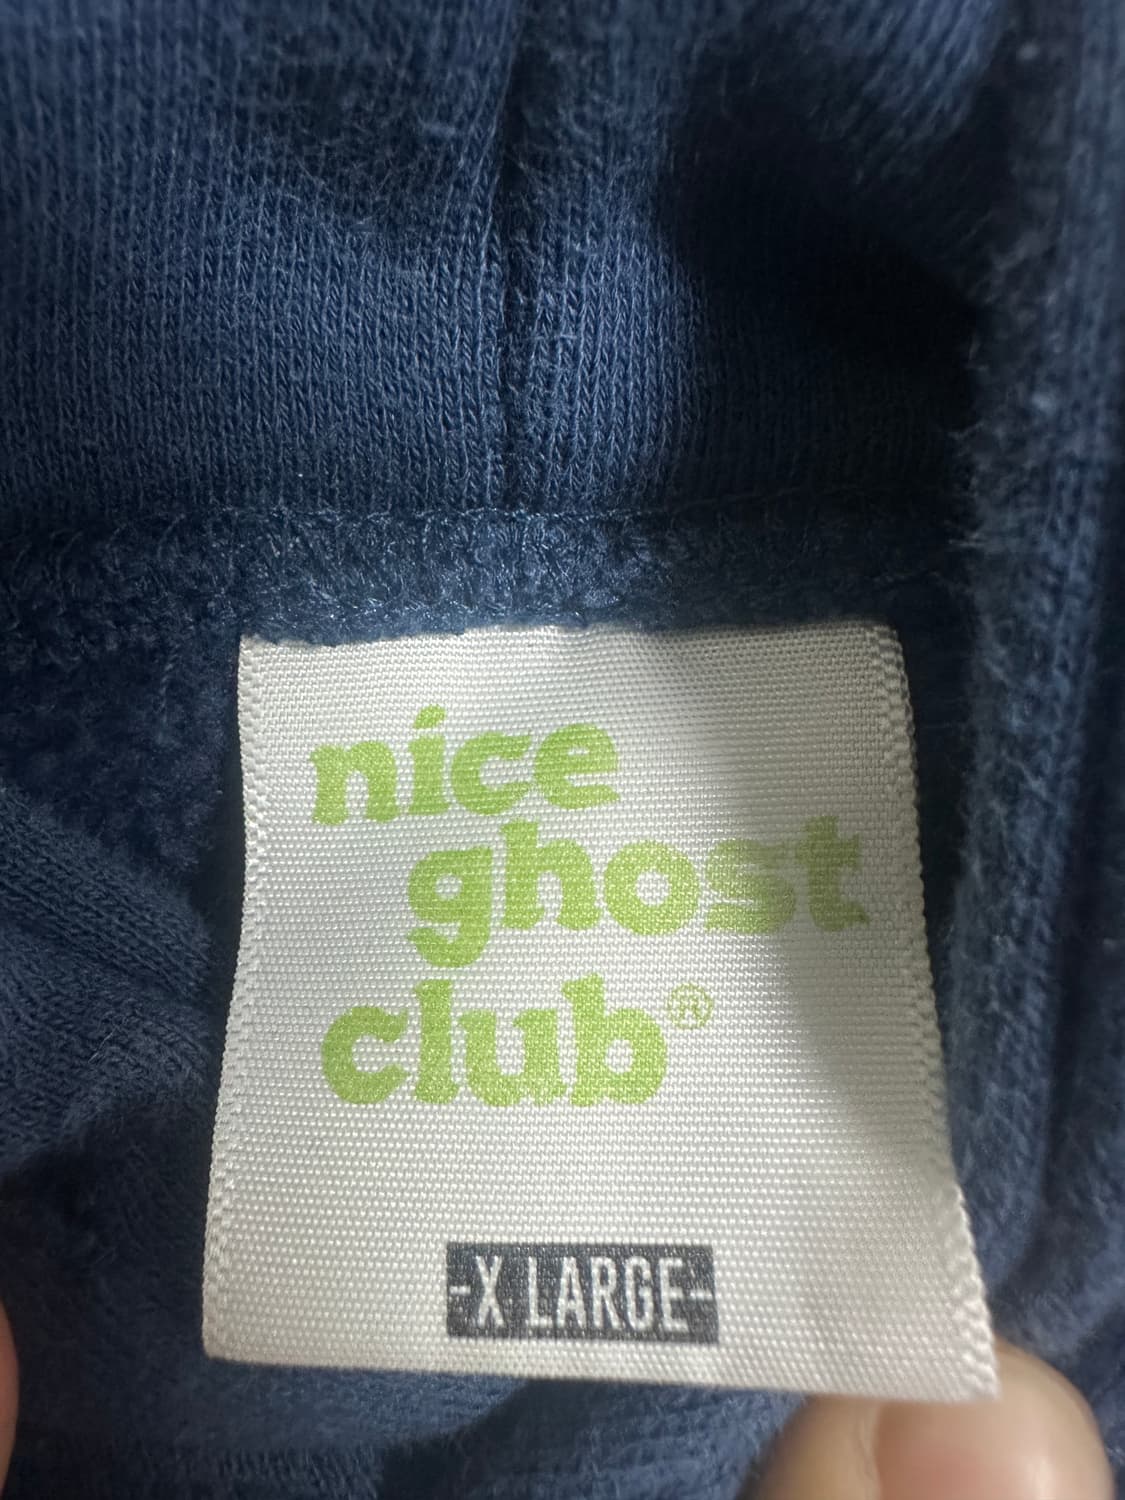 nice
ghost
club®
-X LARGE-